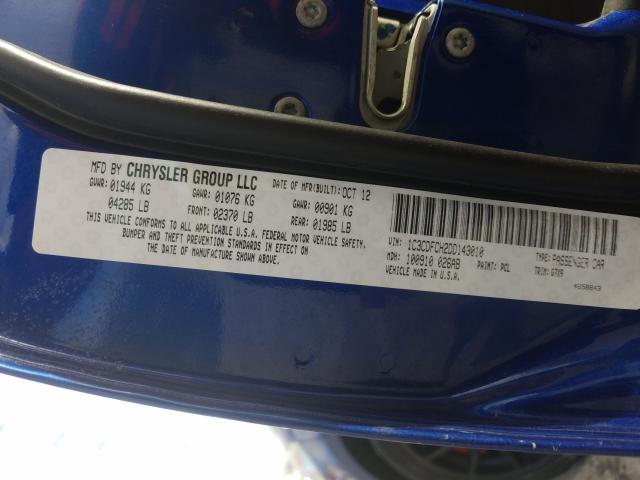 MFD BY CHRYSLER GROUP LLC DATE OF MFR(BUILT): OCT 12
GVWR: 01944 KG GAWR: 01076 KG GAWR: 00901 KG
04285 LB FRONT: 02370 LB REAR: 01985 LB
THIS VEHICLE CONFORMS TO ALL APPLICABLE U.S.A. FEDERAL MOTOR VEHICLE SAFETY,
BUMPER AND THEFT PREVENTION STANDARDS IN EFFECT ON
THE DATE OF MANUFACTURE SHOWN ABOVE.
VIN: 1C3CDFCH2DD143010 TYPE: PASSENGER CAR
MDH: 100910 026AB PAINT: PCL TRIM: G7X9
VEHICLE MADE IN U.S.A.